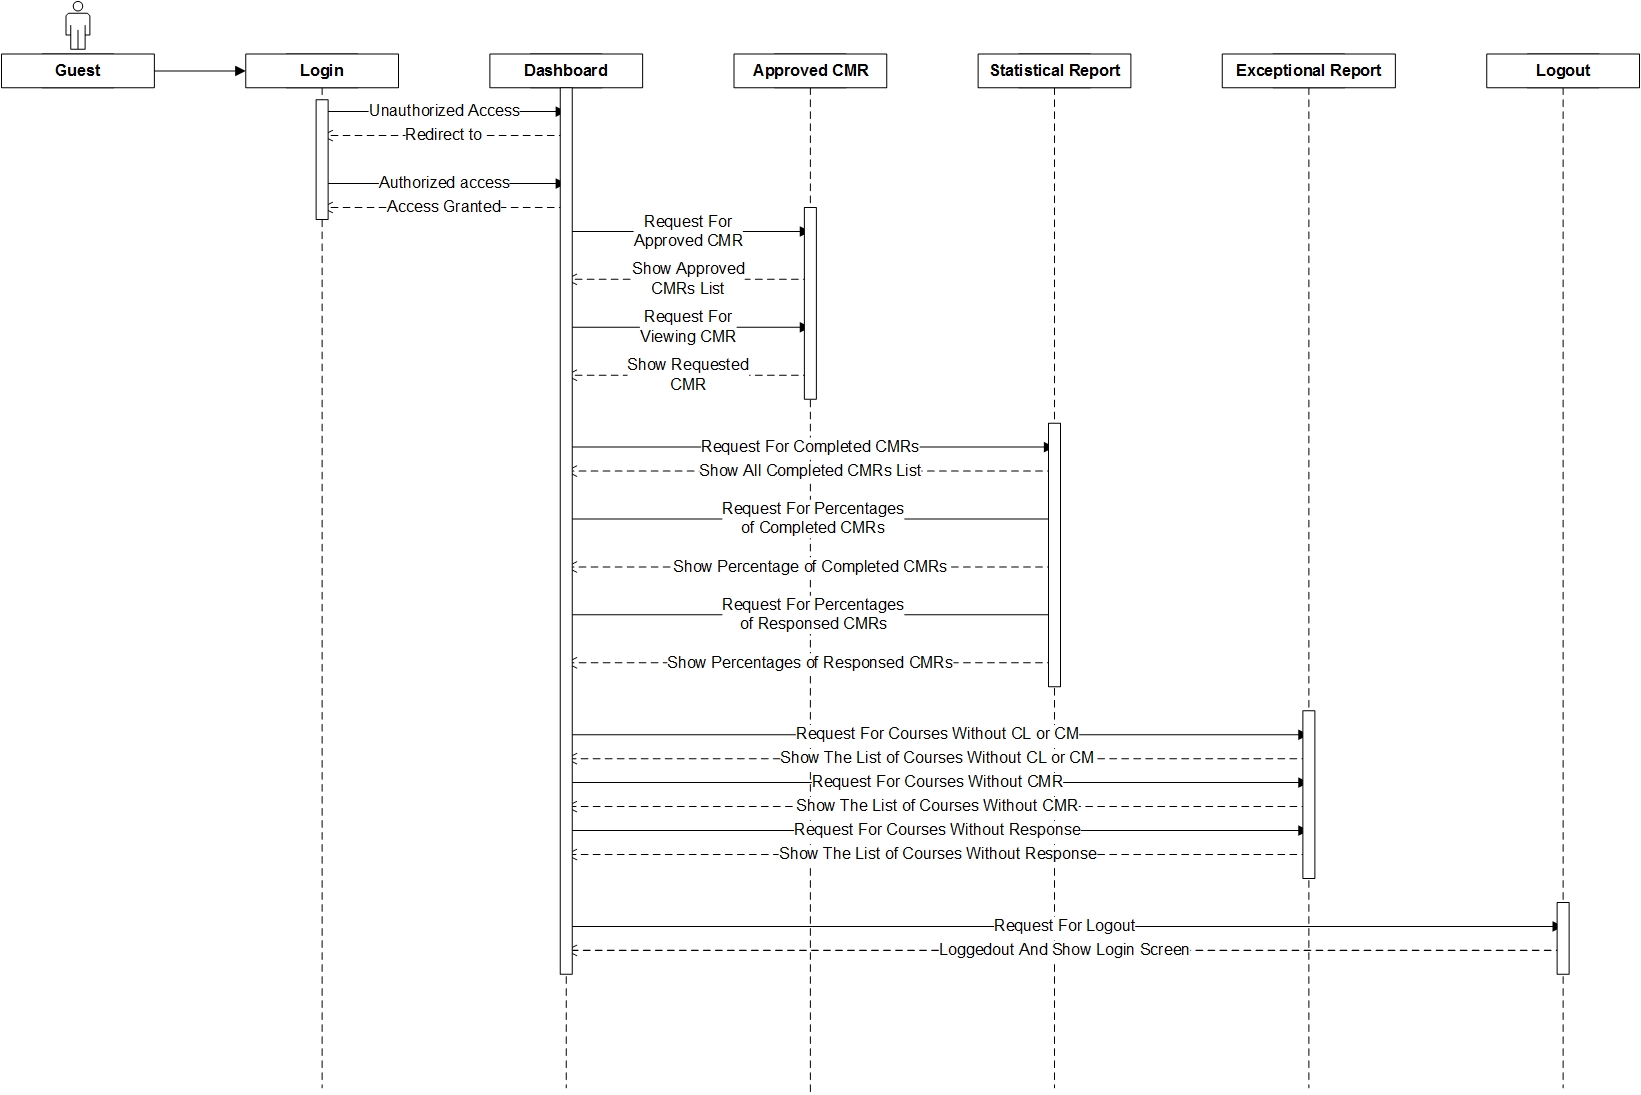 Guest
Login
Dashboard
Approved CMR
Statistical Report
Exceptional Report
Logout
Unauthorized Access
Redirect to
Authorized access
Access Granted
Request For
Approved CMR
Show Approved
CMRs List
Request For
Viewing CMR
Show Requested
CMR
Request For Completed CMRs
Show All Completed CMRs List
Request For Percentages
of Completed CMRs
Show Percentage of Completed CMRs
Request For Percentages
of Responsed CMRs
Show Percentages of Responsed CMRs
Request For Courses Without CL or CM
Show The List of Courses Without CL or CM
Request For Courses Without CMR
Show The List of Courses Without CMR
Request For Courses Without Response
Show The List of Courses Without Response
Request For Logout
Loggedout And Show Login Screen